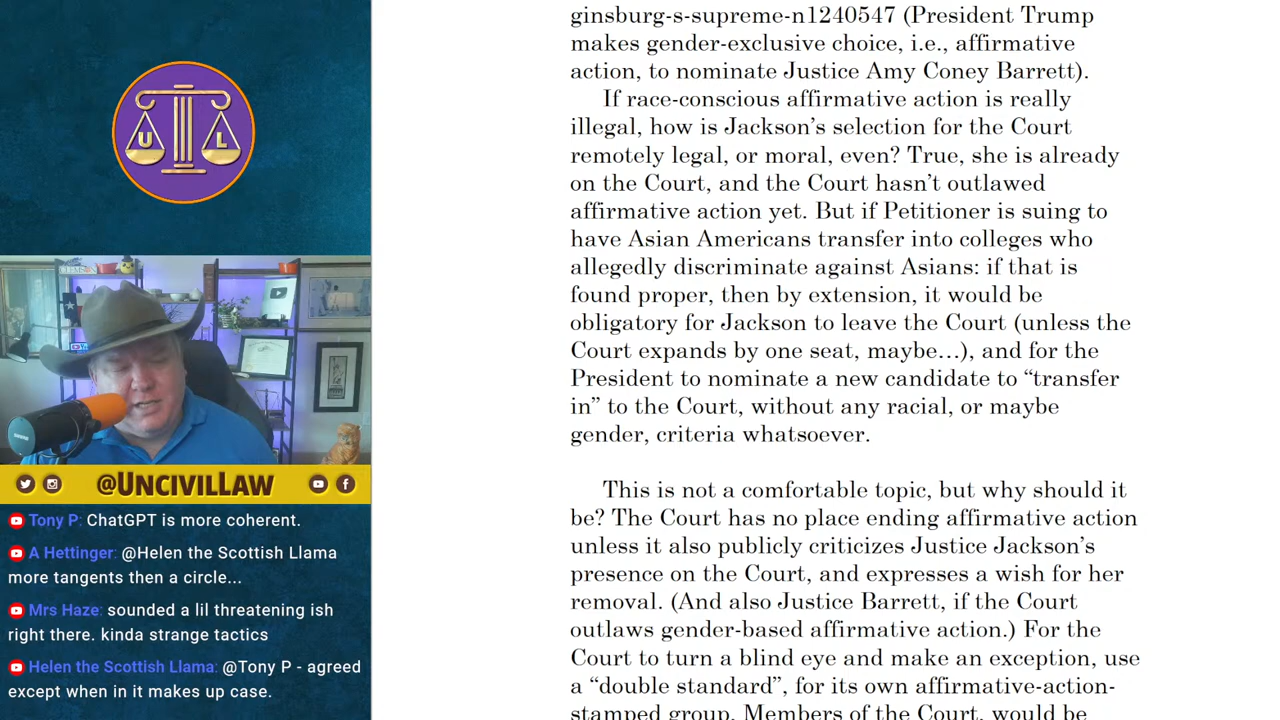 U L
@UNCIVILLAW
Tony P: ChatGPT is more coherent.
A Hettinger: @Helen the Scottish Llama
more tangents then a circle...
Mrs Haze: sounded a lil threatening ish
right there. kinda strange tactics
Helen the Scottish Llama: @Tony P - agreed
except when in it makes up case.
ginsburg-s-supreme-n1240547 (President Trump
makes gender-exclusive choice, i.e., affirmative
action, to nominate Justice Amy Coney Barrett).
If race-conscious affirmative action is really
illegal, how is Jackson’s selection for the Court
remotely legal, or moral, even? True, she is already
on the Court, and the Court hasn’t outlawed
affirmative action yet. But if Petitioner is suing to
have Asian Americans transfer into colleges who
allegedly discriminate against Asians: if that is
found proper, then by extension, it would be
obligatory for Jackson to leave the Court (unless the
Court expands by one seat, maybe…), and for the
President to nominate a new candidate to “transfer
in” to the Court, without any racial, or maybe
gender, criteria whatsoever.
This is not a comfortable topic, but why should it
be? The Court has no place ending affirmative action
unless it also publicly criticizes Justice Jackson’s
presence on the Court, and expresses a wish for her
removal. (And also Justice Barrett, if the Court
outlaws gender-based affirmative action.) For the
Court to turn a blind eye and make an exception, use
a “double standard”, for its own affirmative-action-
stamped group, Members of the Court, would be